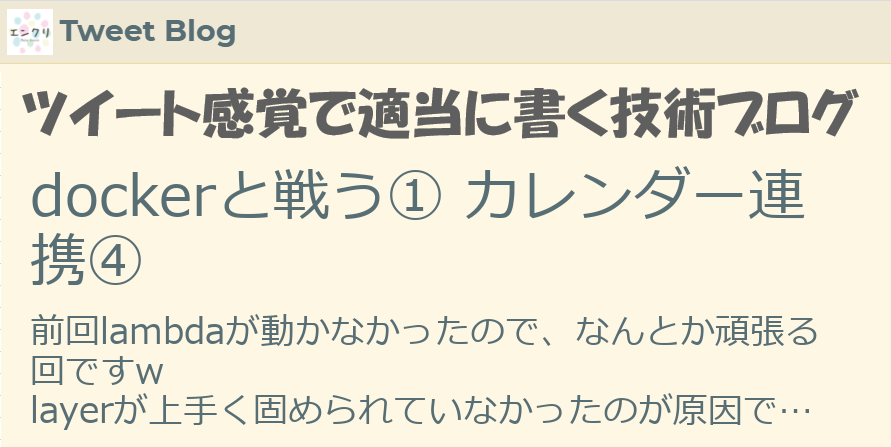 エンクリ
Tweet Blog
ツイート感覚で適当に書く技術ブログ
dockerと戦う① カレンダー連
携④
前回lambdaが動かなかったので、なんとか頑張る
回ですw
layerが上手く固められていなかったのが原因で…